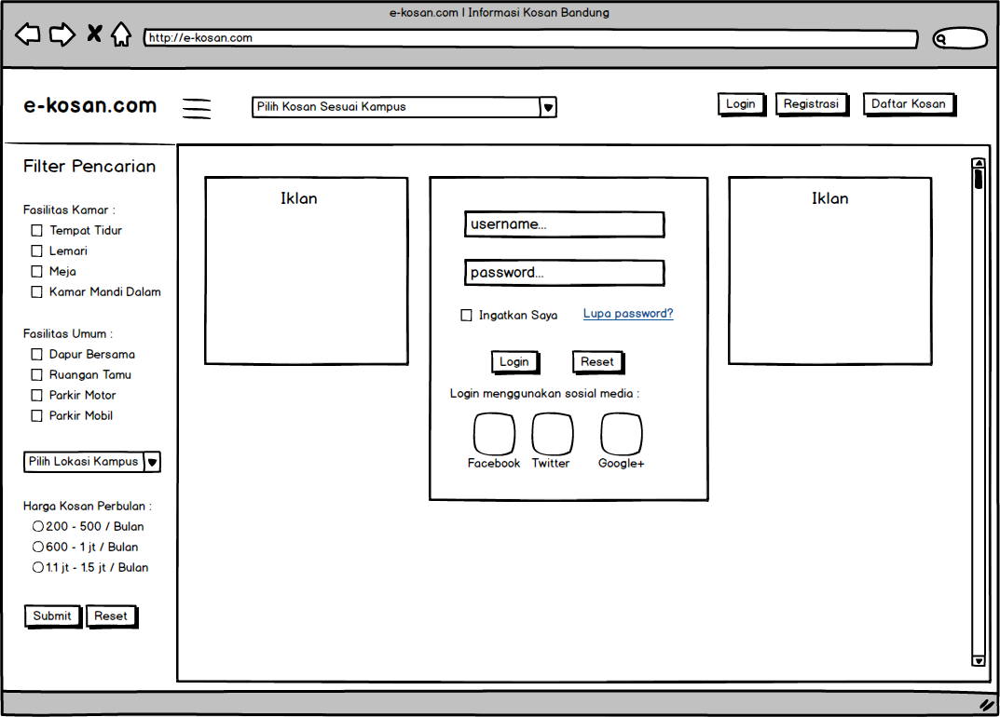 e-kosan.com | Informasi Kosan Bandung
http://e-kosan.com
e-kosan.com
Pilih Kosan Sesuai Kampus
Login
Registrasi
Daftar Kosan
Filter Pencarian
Fasilitas Kamar :
Tempat Tidur
Lemari
Meja
Kamar Mandi Dalam
Fasilitas Umum :
Dapur Bersama
Ruangan Tamu
Parkir Motor
Parkir Mobil
Pilih Lokasi Kampus
Harga Kosan Perbulan :
200 - 500 / Bulan
600 - 1 jt / Bulan
1.1 jt - 1.5 jt / Bulan
Submit
Reset
Iklan
username...
password...
Ingatkan Saya
Lupa password?
Login
Reset
Login menggunakan sosial media :
Facebook
Twitter
Google+
Iklan